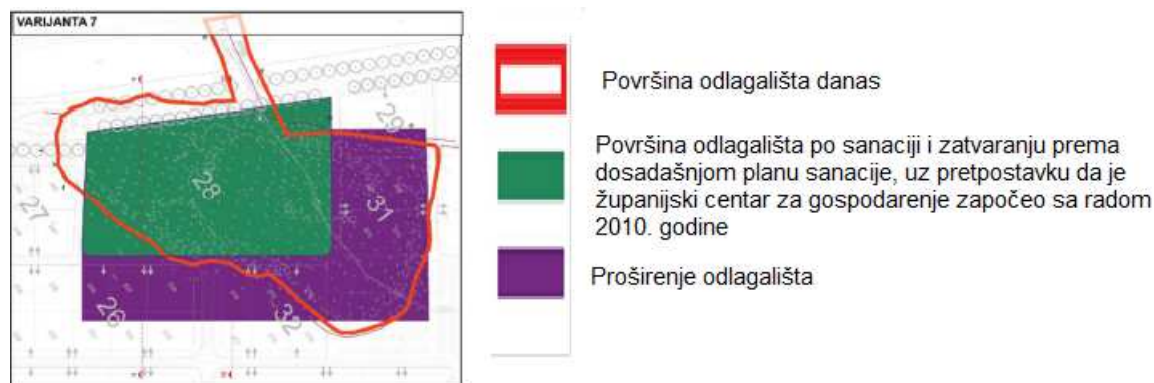 VARIJANTA 7
29
28
31
27
26
32
Površina odlagališta danas
Površina odlagališta po sanaciji i zatvaranju prema
dosadašnjom planu sanacije, uz pretpostavku da je
županijski centar za gospodarenje započeo sa radom
2010. godine
Proširenje odlagališta